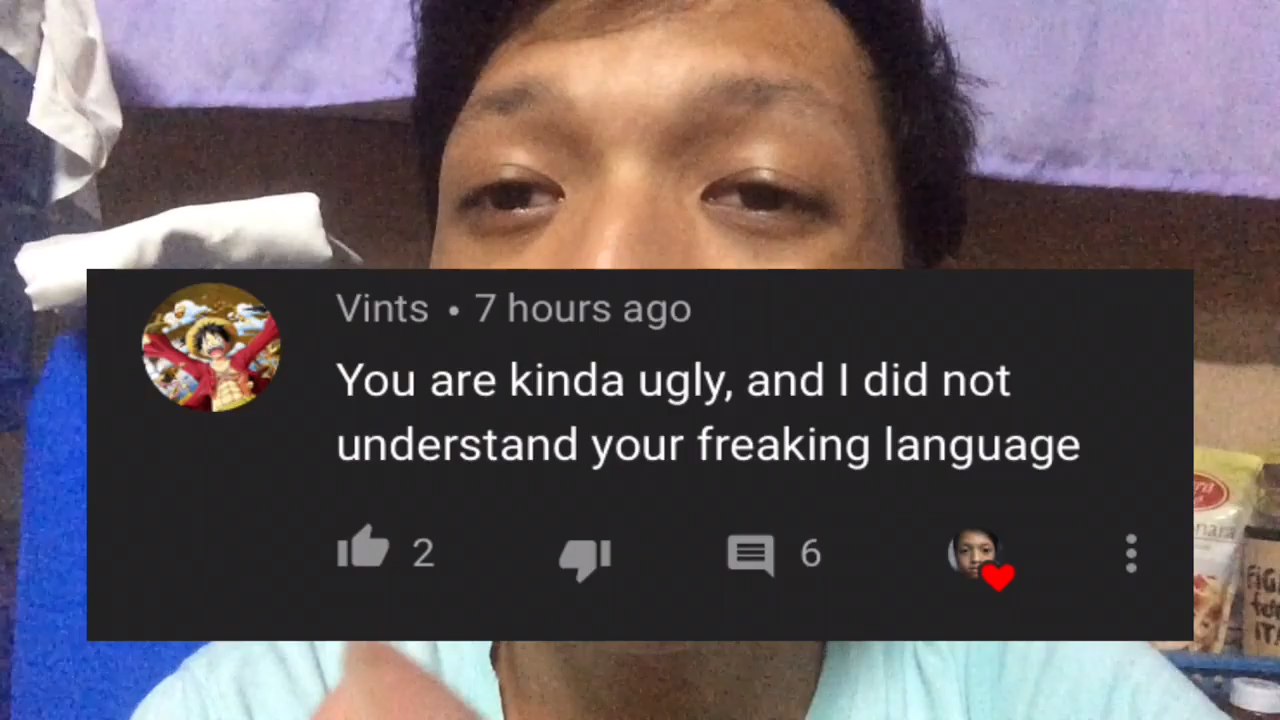 Vints • 7 hours ago
You are kinda ugly, and I did not
understand your freaking language
2
6